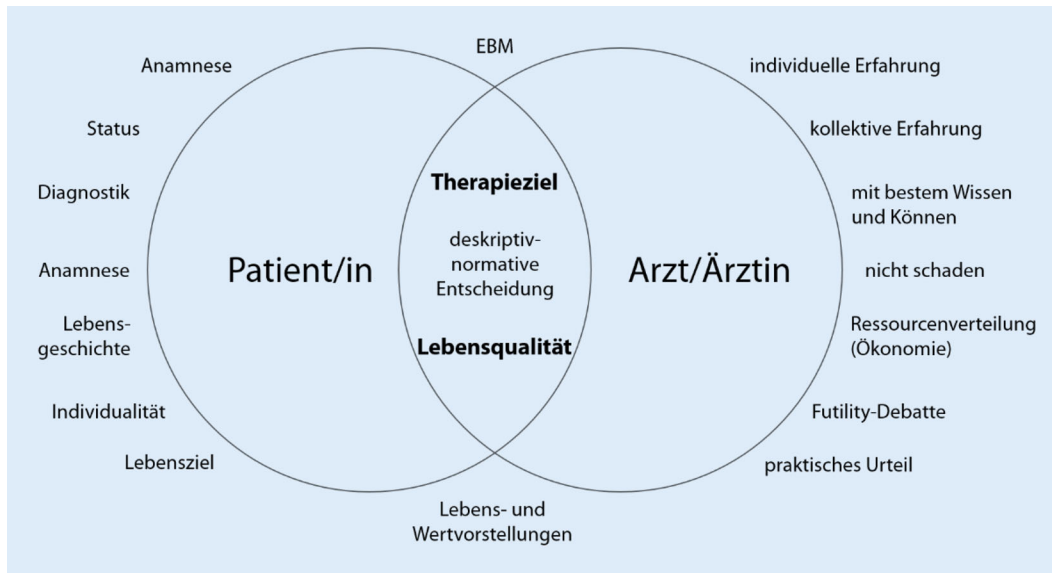 EBM
Anamnese
individuelle Erfahrung
Status
kollektive Erfahrung
Therapieziel
Diagnostik
mit bestem Wissen
und Können
deskriptiv-
normative
Entscheidung
Anamnese
Patient/in
Arzt/Ärztin
nicht schaden
Lebens-
geschichte
Lebensqualität
Ressourcenverteilung
(Ökonomie)
Individualität
Futility-Debatte
Lebensziel
praktisches Urteil
Lebens- und
Wertvorstellungen